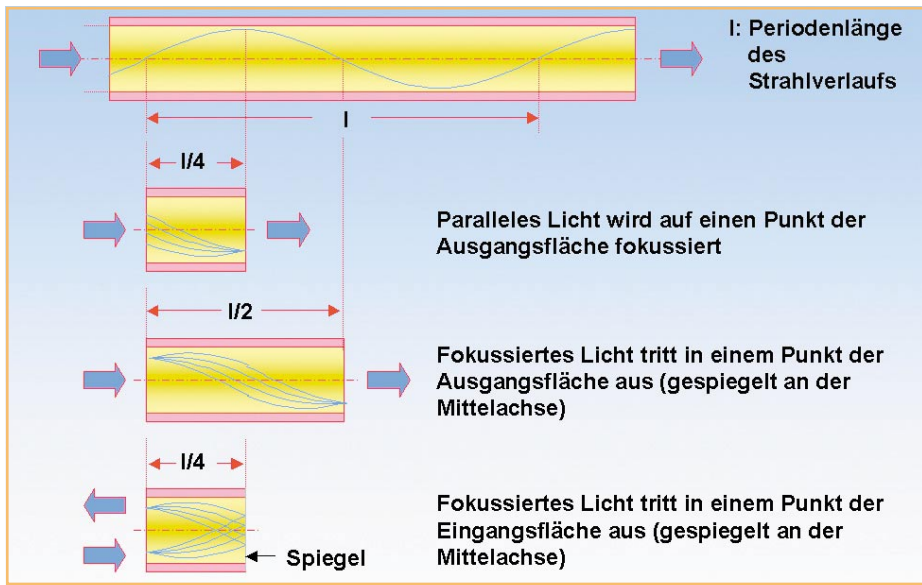 l: Periodenlänge
des
Strahlverlaufs
l
l/4
Paralleles Licht wird auf einen Punkt der
Ausgangsfläche fokussiert
l/2
Fokussiertes Licht tritt in einem Punkt der
Ausgangsfläche aus (gespiegelt an der
Mittelachse)
l/4
Fokussiertes Licht tritt in einem Punkt der
Eingangsfläche aus (gespiegelt an der
Mittelachse)
Spiegel